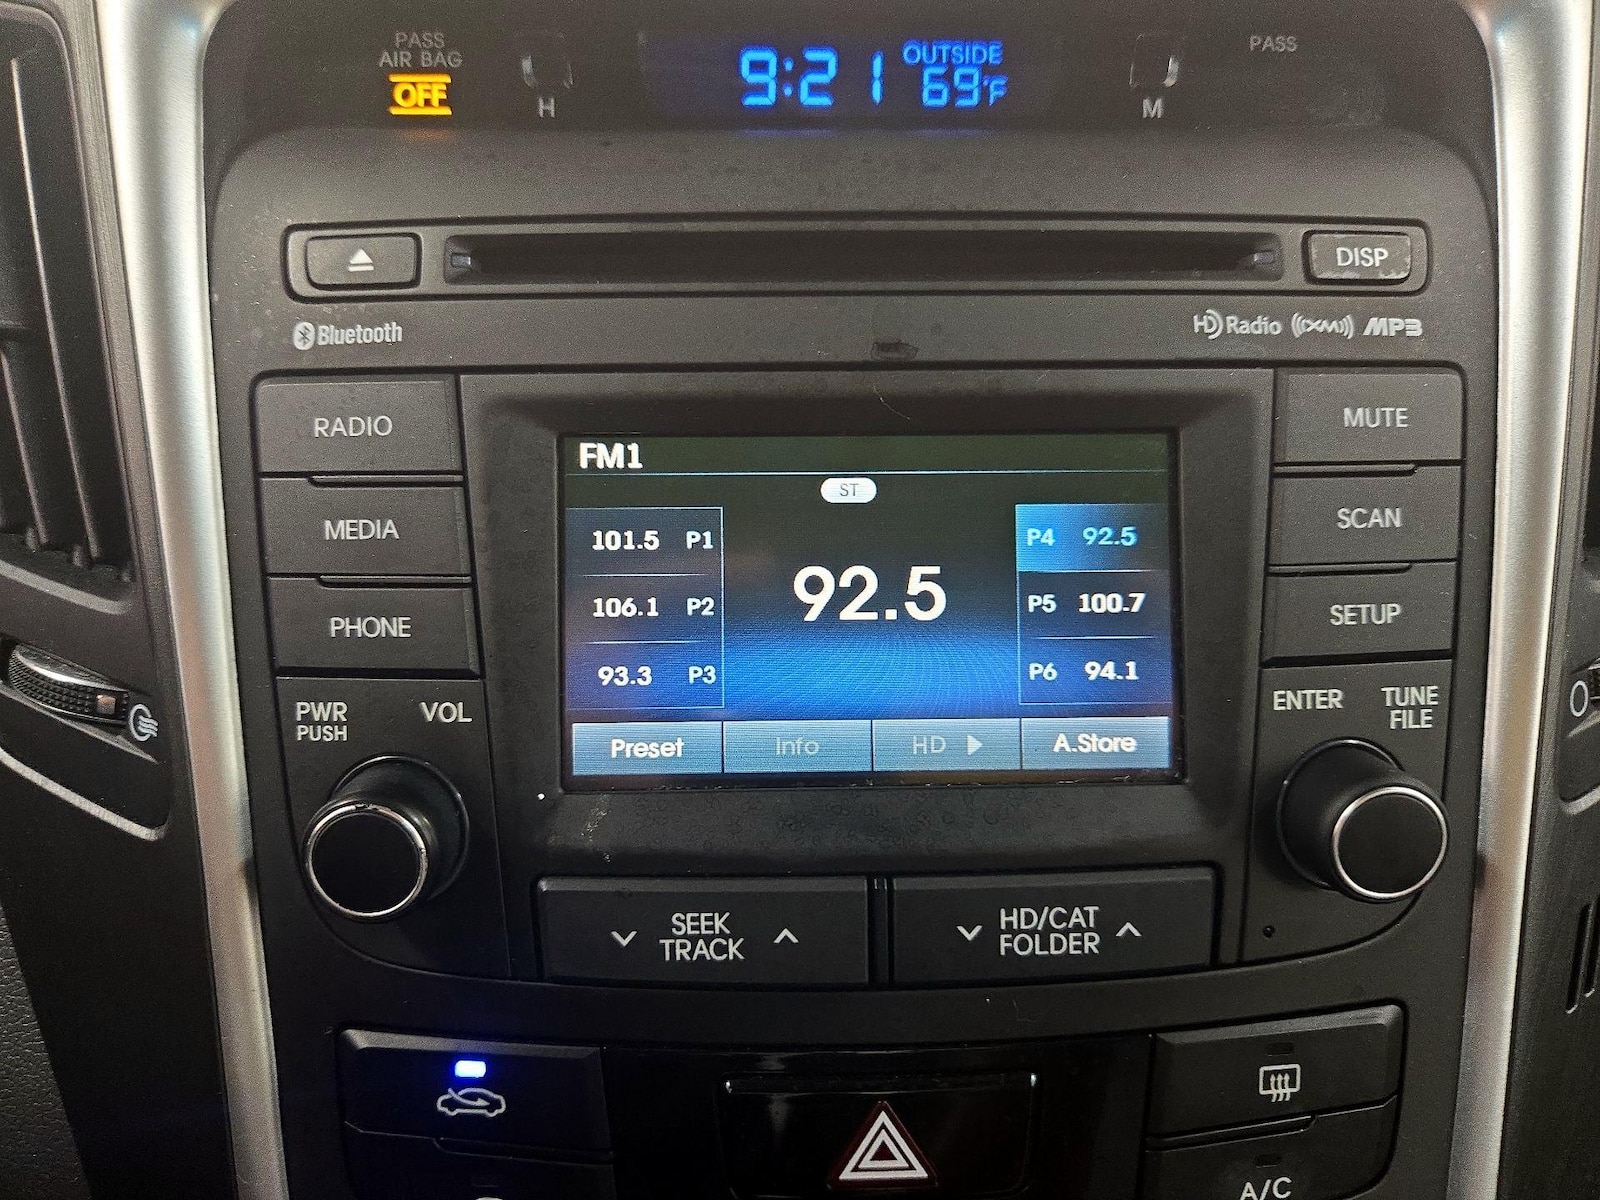 PASS
AIR BAG
OFF
H
9:21
OUTSIDE
69°F
M
PASS
DISP
Bluetooth
HD Radio ((XM)) MP3
RADIO
MEDIA
PHONE
MUTE
SCAN
SETUP
FM1
ST
101.5 P1
106.1 P2
93.3 P3
92.5
P4 92.5
P5 100.7
P6 94.1
Preset
Info
HD
A.Store
PWR
PUSH
VOL
ENTER
TUNE
FILE
SEEK
TRACK
HD/CAT
FOLDER
A/C